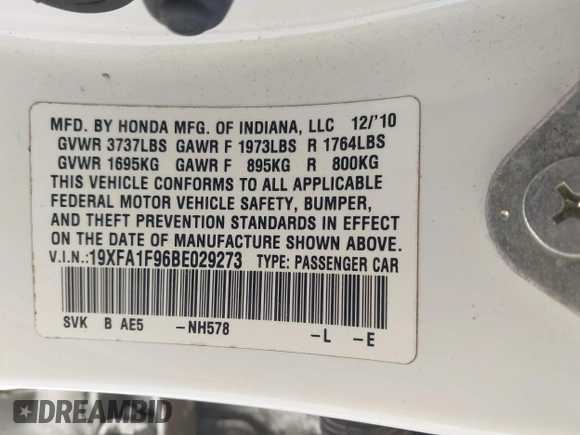 MFD. BY HONDA MFG. OF INDIANA, LLC 12/'10
GVWR 3737LBS GAWR F 1973LBS R 1764LBS
GVWR 1695KG GAWR F 895KG R 800KG
THIS VEHICLE CONFORMS TO ALL APPLICABLE
FEDERAL MOTOR VEHICLE SAFETY, BUMPER,
AND THEFT PREVENTION STANDARDS IN EFFECT
ON THE DATE OF MANUFACTURE SHOWN ABOVE.
V.I.N.:19XFA1F96BE029273 TYPE: PASSENGER CAR
SVK B AE5 -NH578 -L -E
DREAMBID